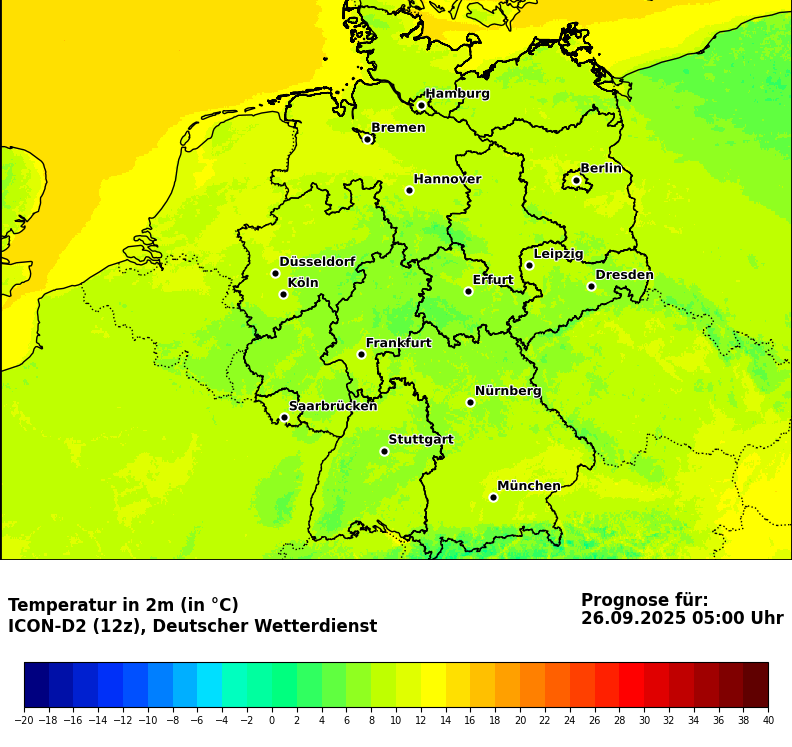 Hamburg
Bremen
Berlin
Hannover
Leipzig
Düsseldorf
Dresden
Köln
Erfurt
Frankfurt
Nürnberg
Saarbrücken
Stuttgart
München
Temperatur in 2m (in °C)
ICON-D2 (12z), Deutscher Wetterdienst
Prognose für:
26.09.2025 05:00 Uhr
−20 −18 −16 −14 −12 −10 −8 −6 −4 −2 0 2 4 6 8 10 12 14 16 18 20 22 24 26 28 30 32 34 36 38 40